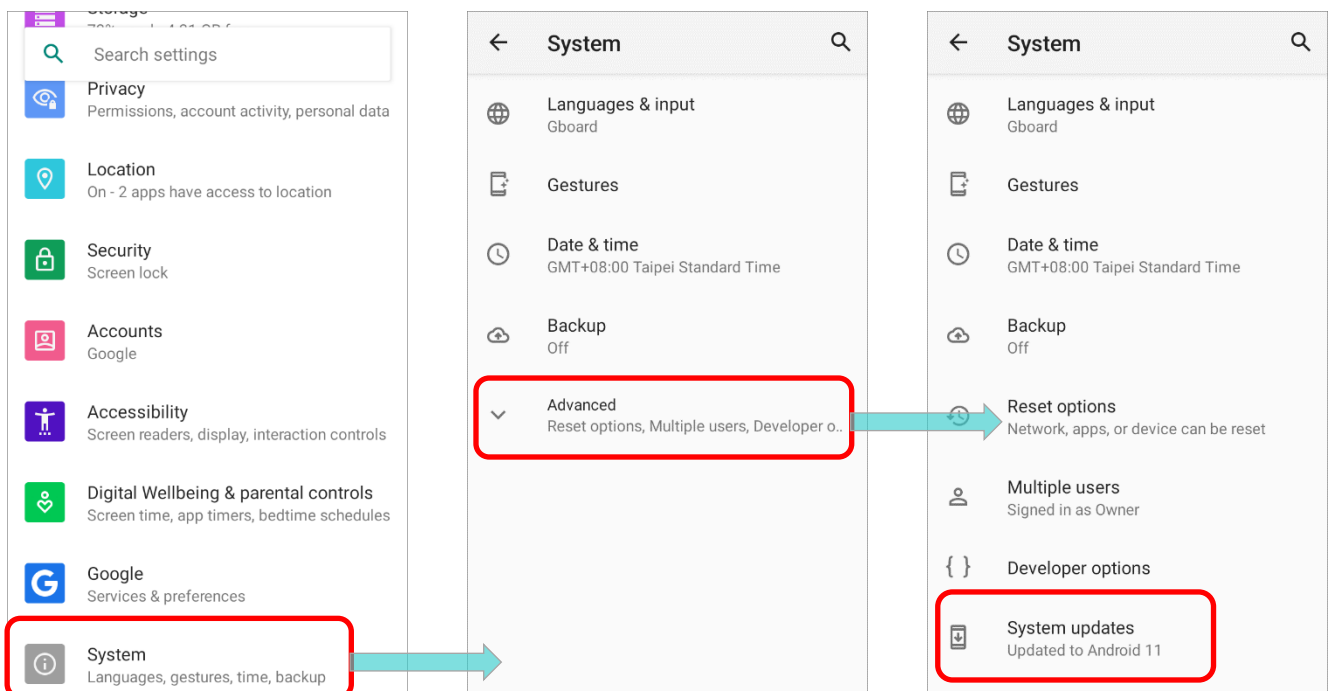 Search settings
Privacy
Permissions, account activity, personal data
Location
On - 2 apps have access to location
Security
Screen lock
Accounts
Google
Accessibility
Screen readers, display, interaction controls
Digital Wellbeing & parental controls
Screen time, app timers, bedtime schedules
Google
Services & preferences
System
Languages, gestures, time, backup
System
Languages & input
Gboard
Gestures
Date & time
GMT+08:00 Taipei Standard Time
Backup
Off
Advanced
Reset options, Multiple users, Developer o..
System
Languages & input
Gboard
Gestures
Date & time
GMT+08:00 Taipei Standard Time
Backup
Off
Reset options
Network, apps, or device can be reset
Multiple users
Signed in as Owner
{ } Developer options
System updates
Updated to Android 11